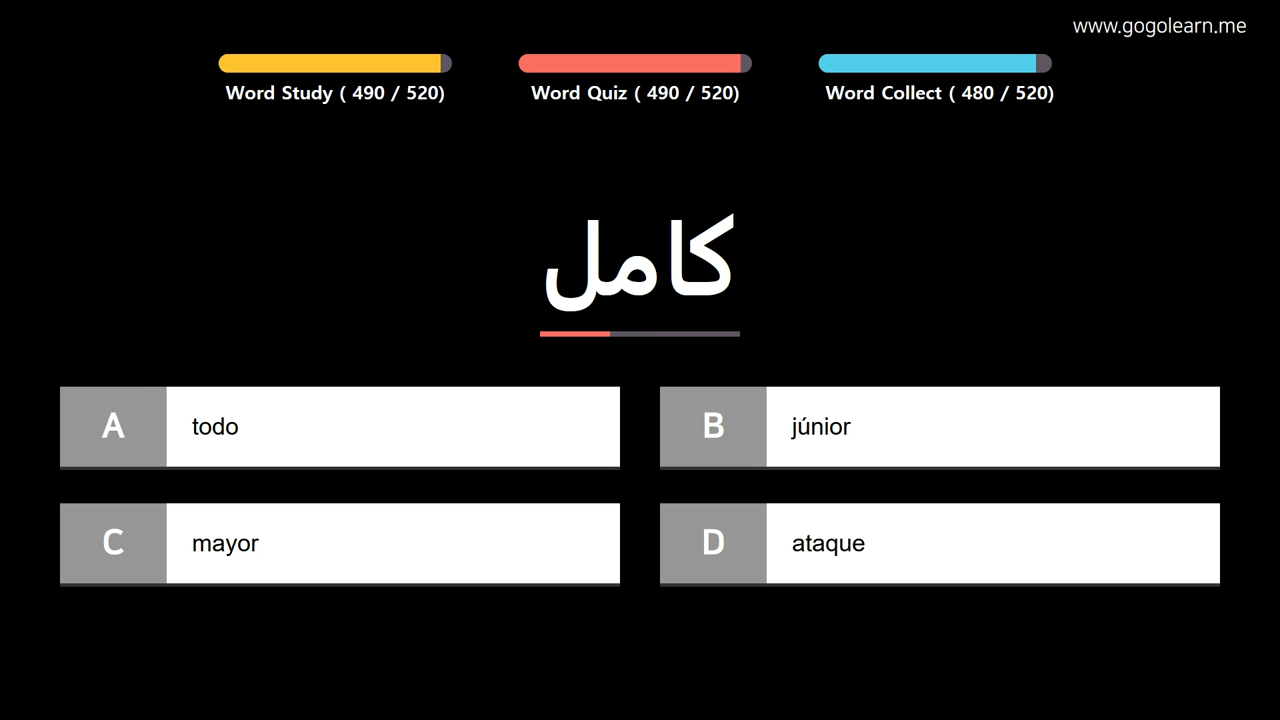 www.gogolearn.me
Word Study ( 490 / 520)
Word Quiz ( 490 / 520)
Word Collect ( 480 / 520)
كامل
A
todo
B
júnior
C
mayor
D
ataque